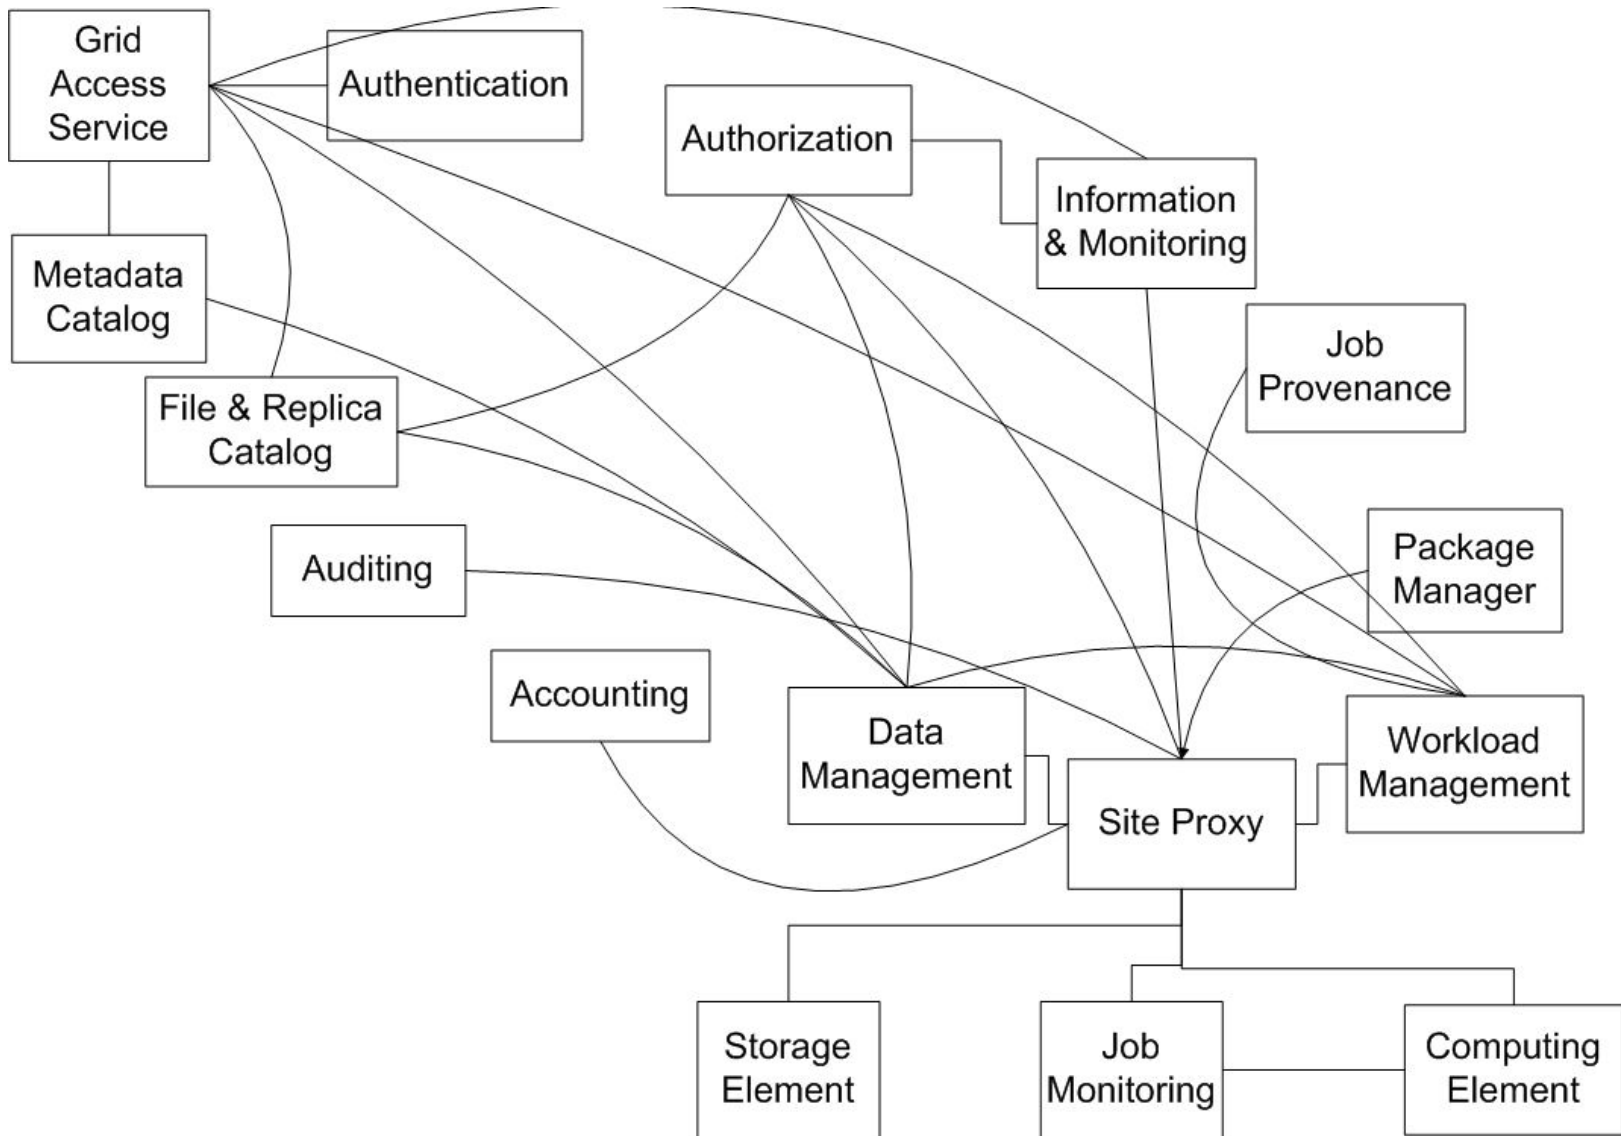 Grid
Access
Service
Authentication
Authorization
Information
& Monitoring
Metadata
Catalog
Job
Provenance
File & Replica
Catalog
Package
Manager
Auditing
Accounting
Data
Management
Workload
Management
Site Proxy
Storage
Element
Job
Monitoring
Computing
Element